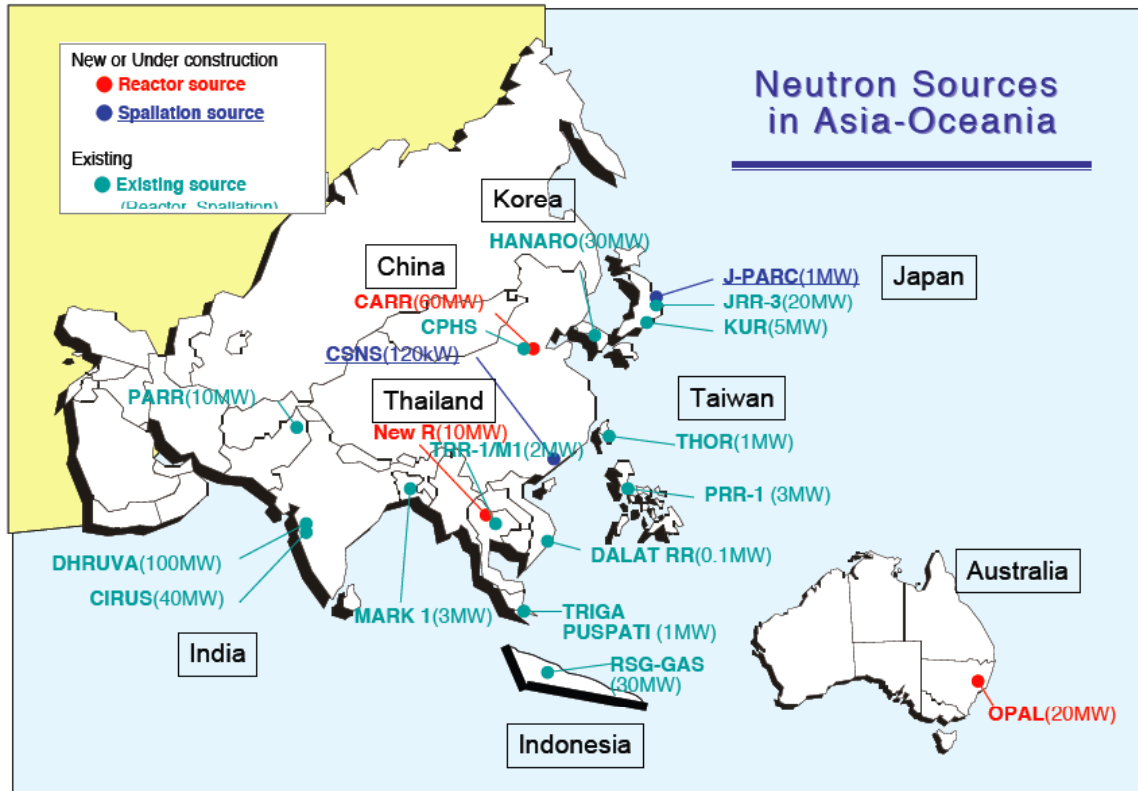 New or Under construction
Reactor source
Spallation source
Existing
Existing source
(Reactor, Spallation)
Neutron Sources
in Asia-Oceania
Korea
HANARO(30MW)
China
CARR(60MW)
CPHS
CSNS(120kW)
J-PARC(1MW)
JRR-3(20MW)
KUR(5MW)
Japan
PARR(10MW)
Thailand
New R(10MW)
TRR-1/M1(2MW)
Taiwan
THOR(1MW)
PRR-1 (3MW)
DHRUVA(100MW)
CIRUS(40MW)
India
MARK 1(3MW)
DALAT RR(0.1MW)
TRIGA
PUSPATI (1MW)
RSG-GAS
(30MW)
Indonesia
Australia
OPAL(20MW)